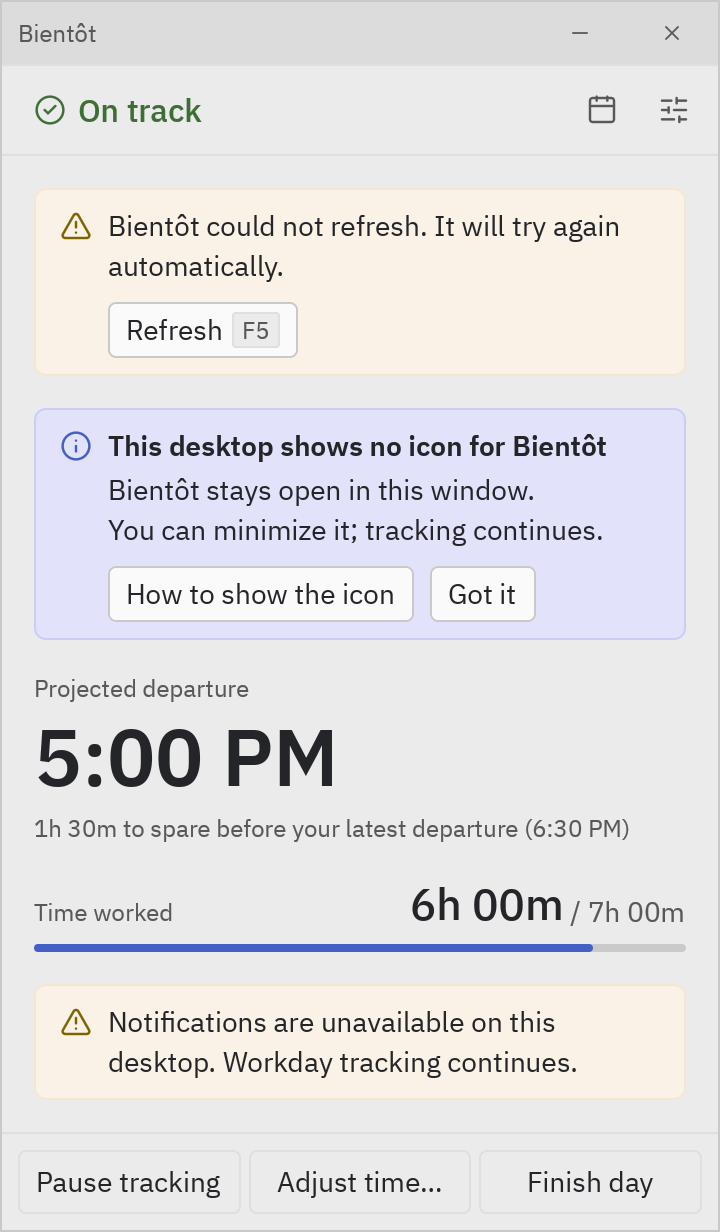 Bientôt
On track
Bientôt could not refresh. It will try again
automatically.
Refresh F5
This desktop shows no icon for Bientôt
Bientôt stays open in this window.
You can minimize it; tracking continues.
How to show the icon Got it
Projected departure
5:00 PM
1h 30m to spare before your latest departure (6:30 PM)
Time worked 6h 00m / 7h 00m
Notifications are unavailable on this
desktop. Workday tracking continues.
Pause tracking Adjust time… Finish day